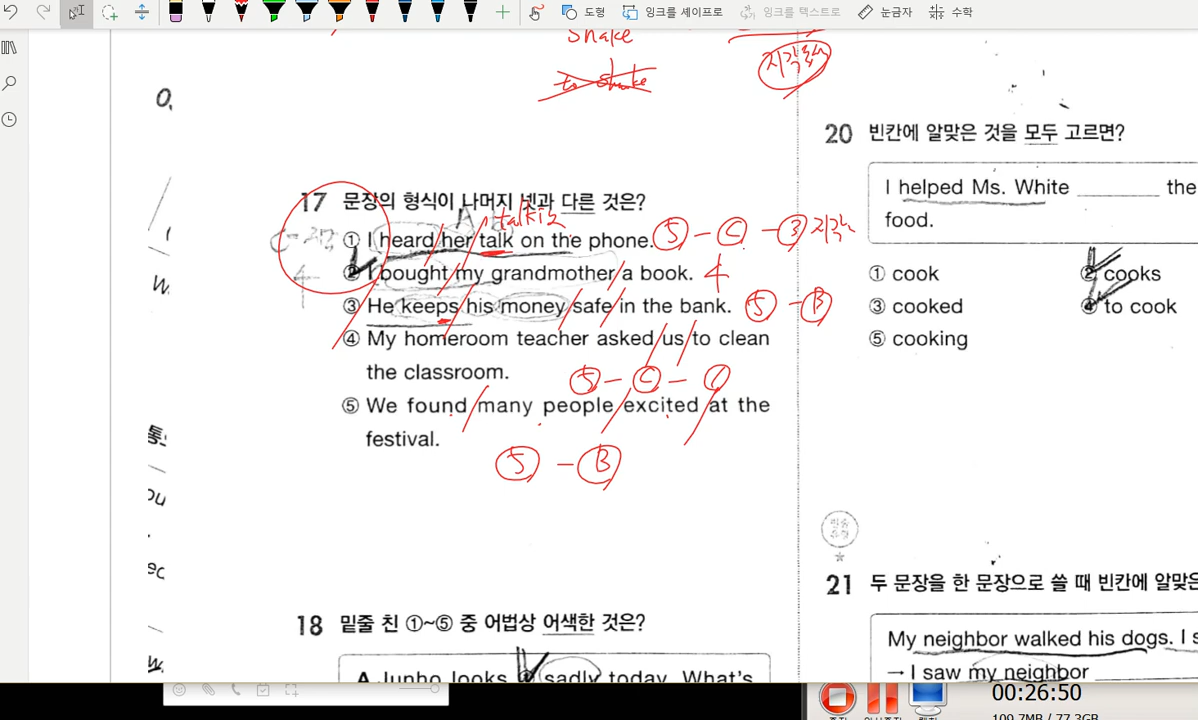 도형
잉크를 셰이프로
잉크를 텍스트로
눈금자
수학
Shake
to Shake
17 문장의 형식이 나머지 넷과 다른 것은?
① I heard her talk on the phone. ⑤ - Ⓒ - ③ 지각
② I bought my grandmother a book. 4
③ He keeps his money safe in the bank. ⑤ - Ⓑ
④ My homeroom teacher asked us to clean
the classroom. ⑤ - Ⓒ - ①
⑤ We found many people excited at the
festival.
⑤ - Ⓑ
18 밑줄 친 ①~⑤ 중 어법상 어색한 것은?
A Junho looks sadly today. What's
20 빈칸에 알맞은 것을 모두 고르면?
I helped Ms. White ________ the
food.
① cook ② cooks
③ cooked ④ to cook
⑤ cooking
21 두 문장을 한 문장으로 쓸 때 빈칸에 알맞은
My neighbor walked his dogs. I s
→ I saw my neighbor
00:26:50
109.7MB / 77.3GB